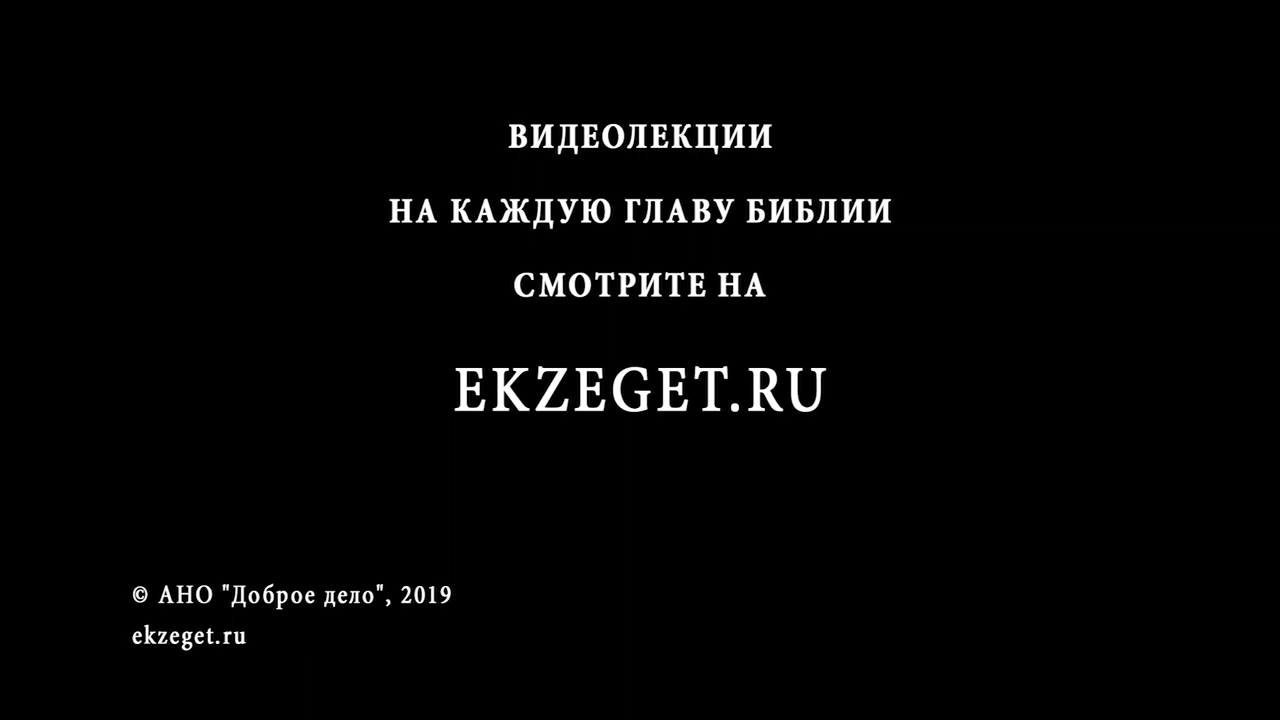 ВИДЕОЛЕКЦИИ
НА КАЖДУЮ ГЛАВУ БИБЛИИ
СМОТРИТЕ НА
EKZEGET.RU
© АНО "Доброе дело", 2019
ekzeget.ru